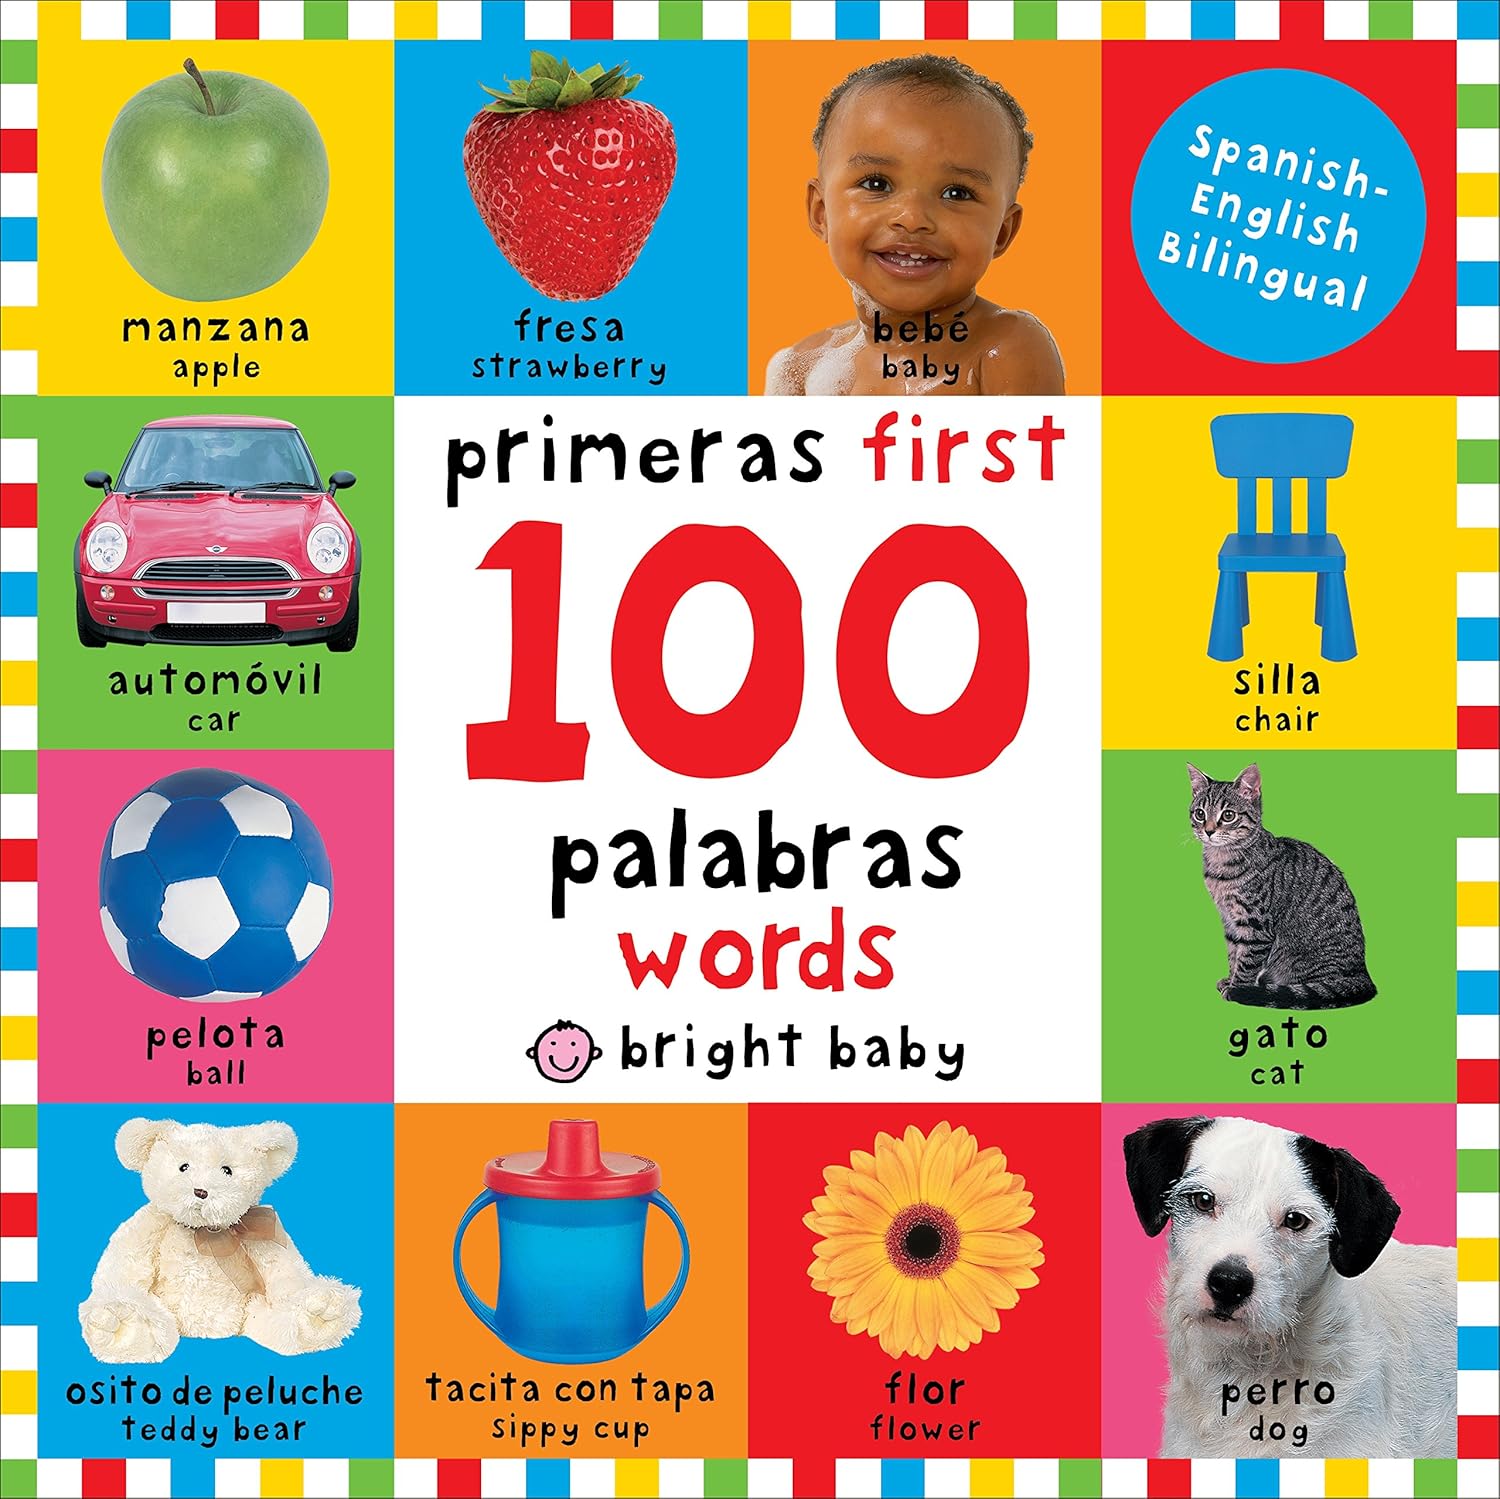 manzana
apple
fresa
strawberry
bebé
baby
Spanish-
English
Bilingual
automóvil
car
primeras first
100
palabras
words
bright baby
silla
chair
pelota
ball
gato
cat
osito de peluche
teddy bear
tacita con tapa
sippy cup
flor
flower
perro
dog